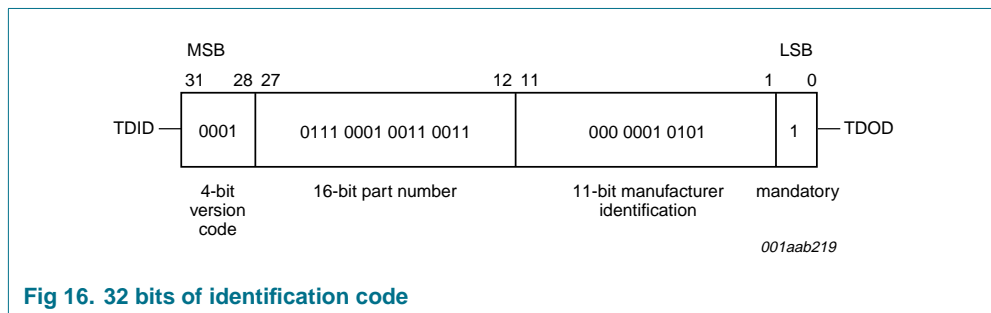 MSB LSB
31 28 27 12 11 1 0
TDID 0001 0111 0001 0011 0011 000 0001 0101 1 TDOD
4-bit 16-bit part number 11-bit manufacturer mandatory
version identification
code
001aab219
Fig 16. 32 bits of identification code